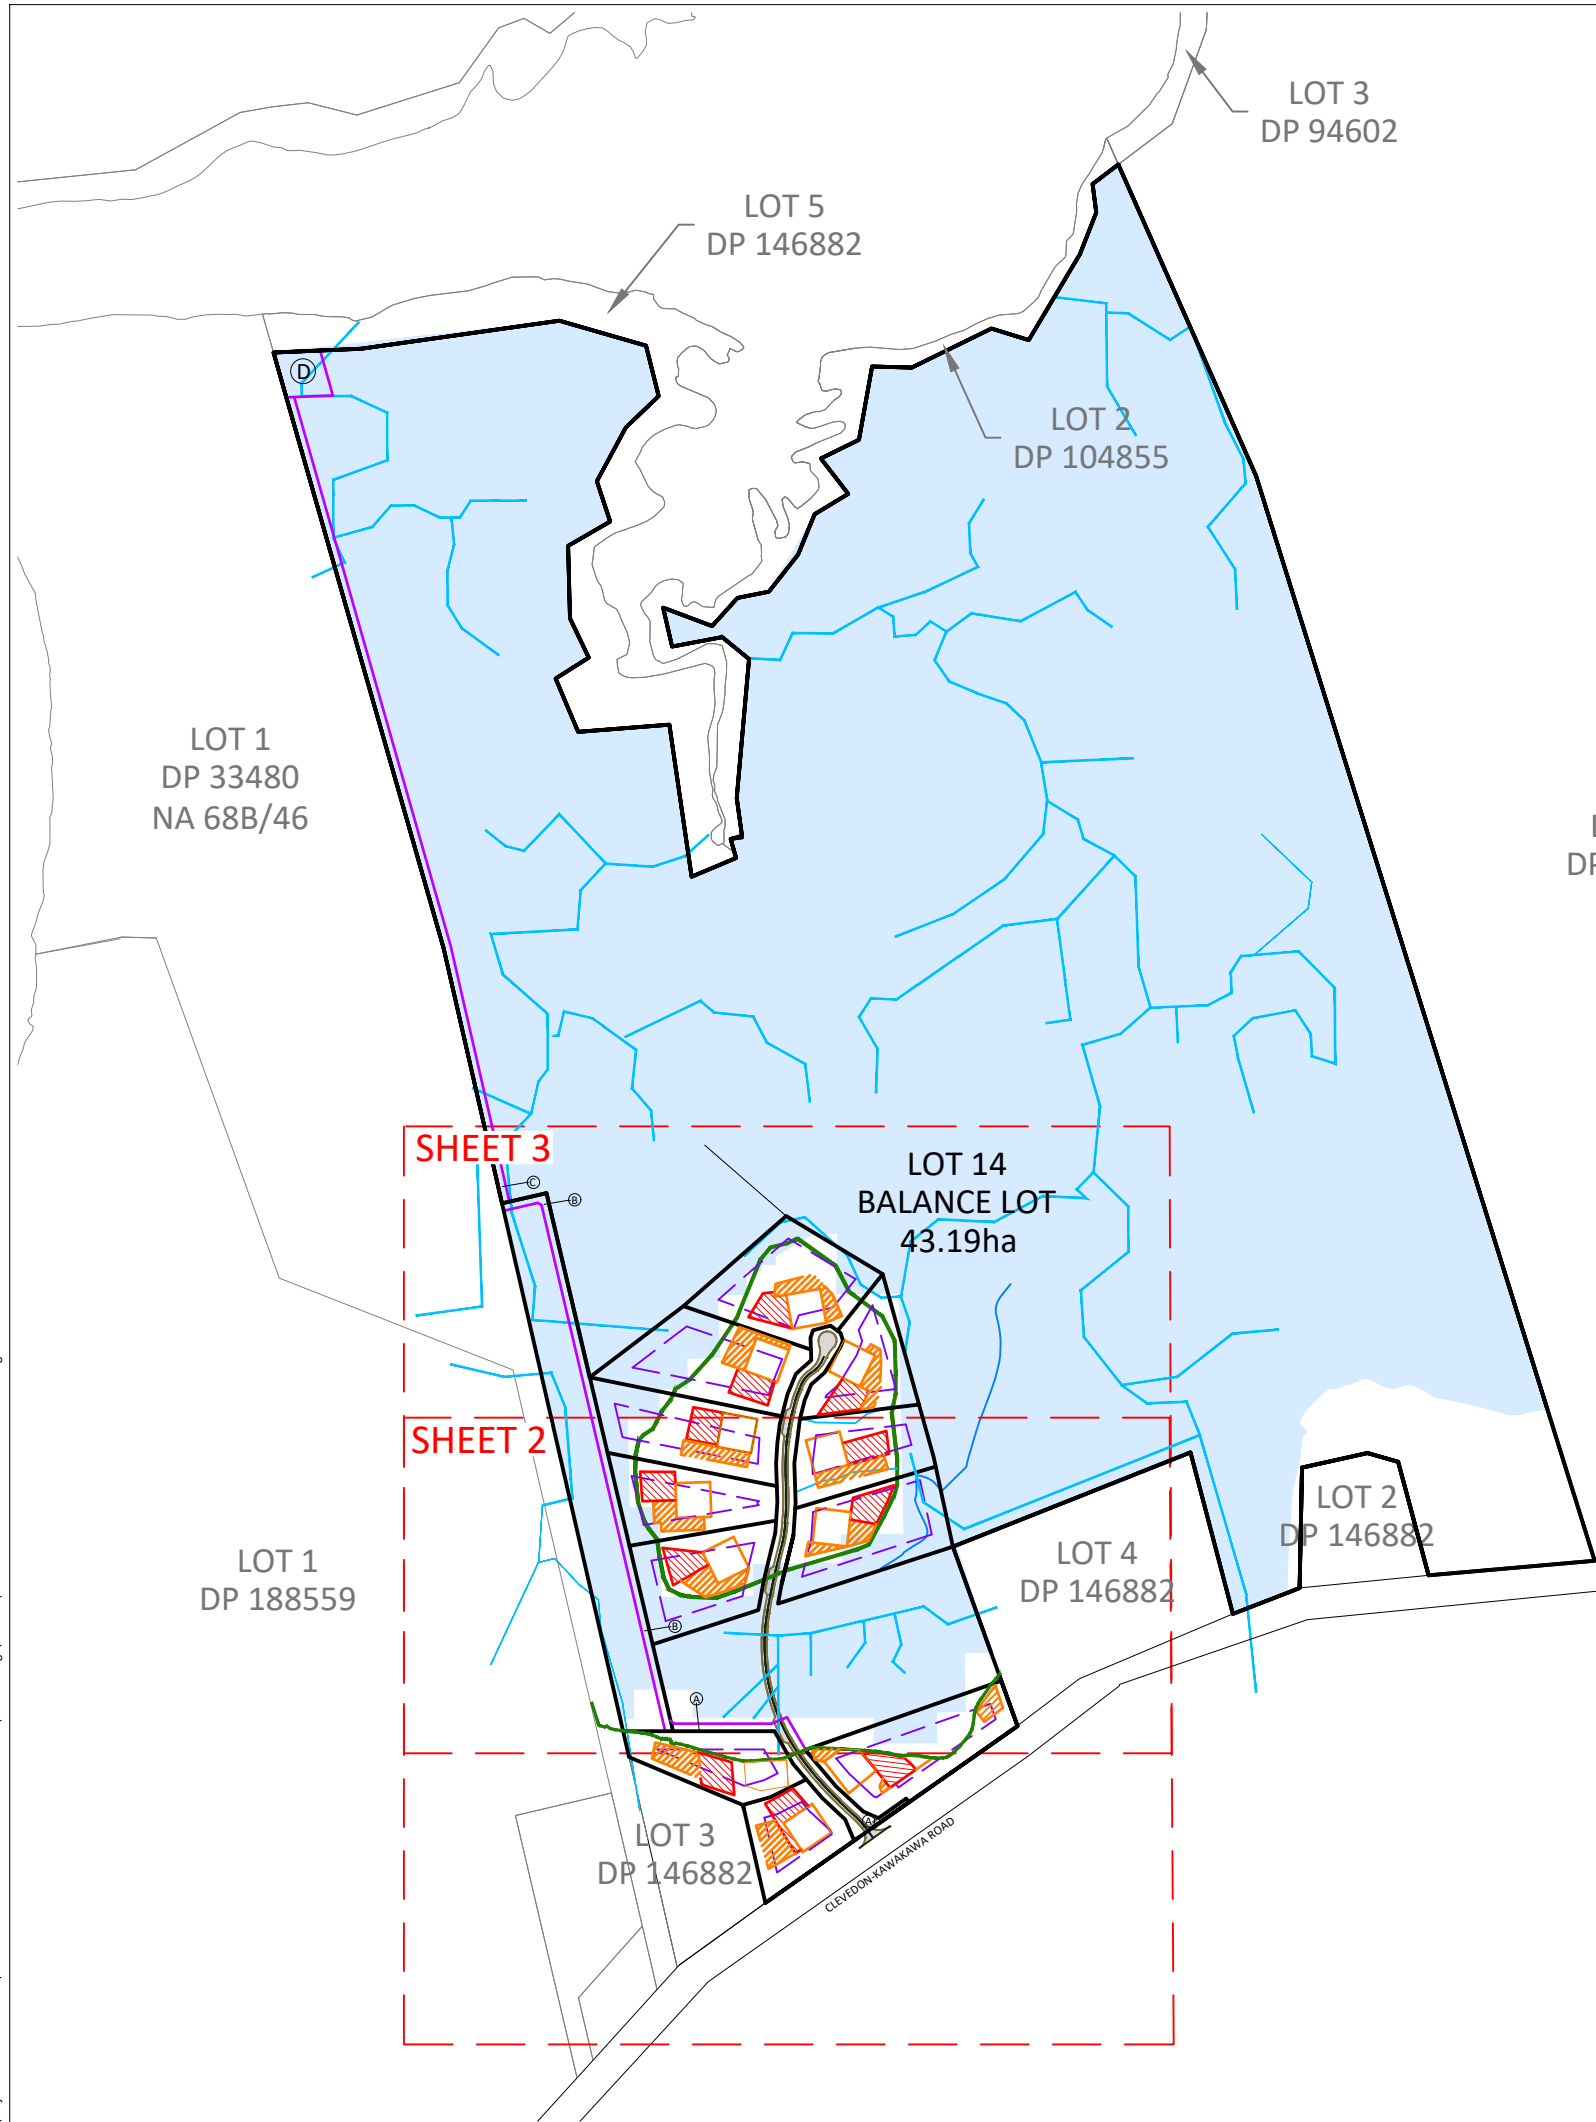 LOT 3
DP 94602
LOT 5
DP 146882
D
LOT 2
DP 104855
LOT 1
DP 33480
NA 68B/46
SHEET 3
LOT 14
BALANCE LOT
43.19ha
C
B
SHEET 2
LOT 2
DP 146882
LOT 4
DP 146882
LOT 1
DP 188559
B
A
A
LOT 3
DP 146882
CLEVEDON-KAWAKAWA ROAD